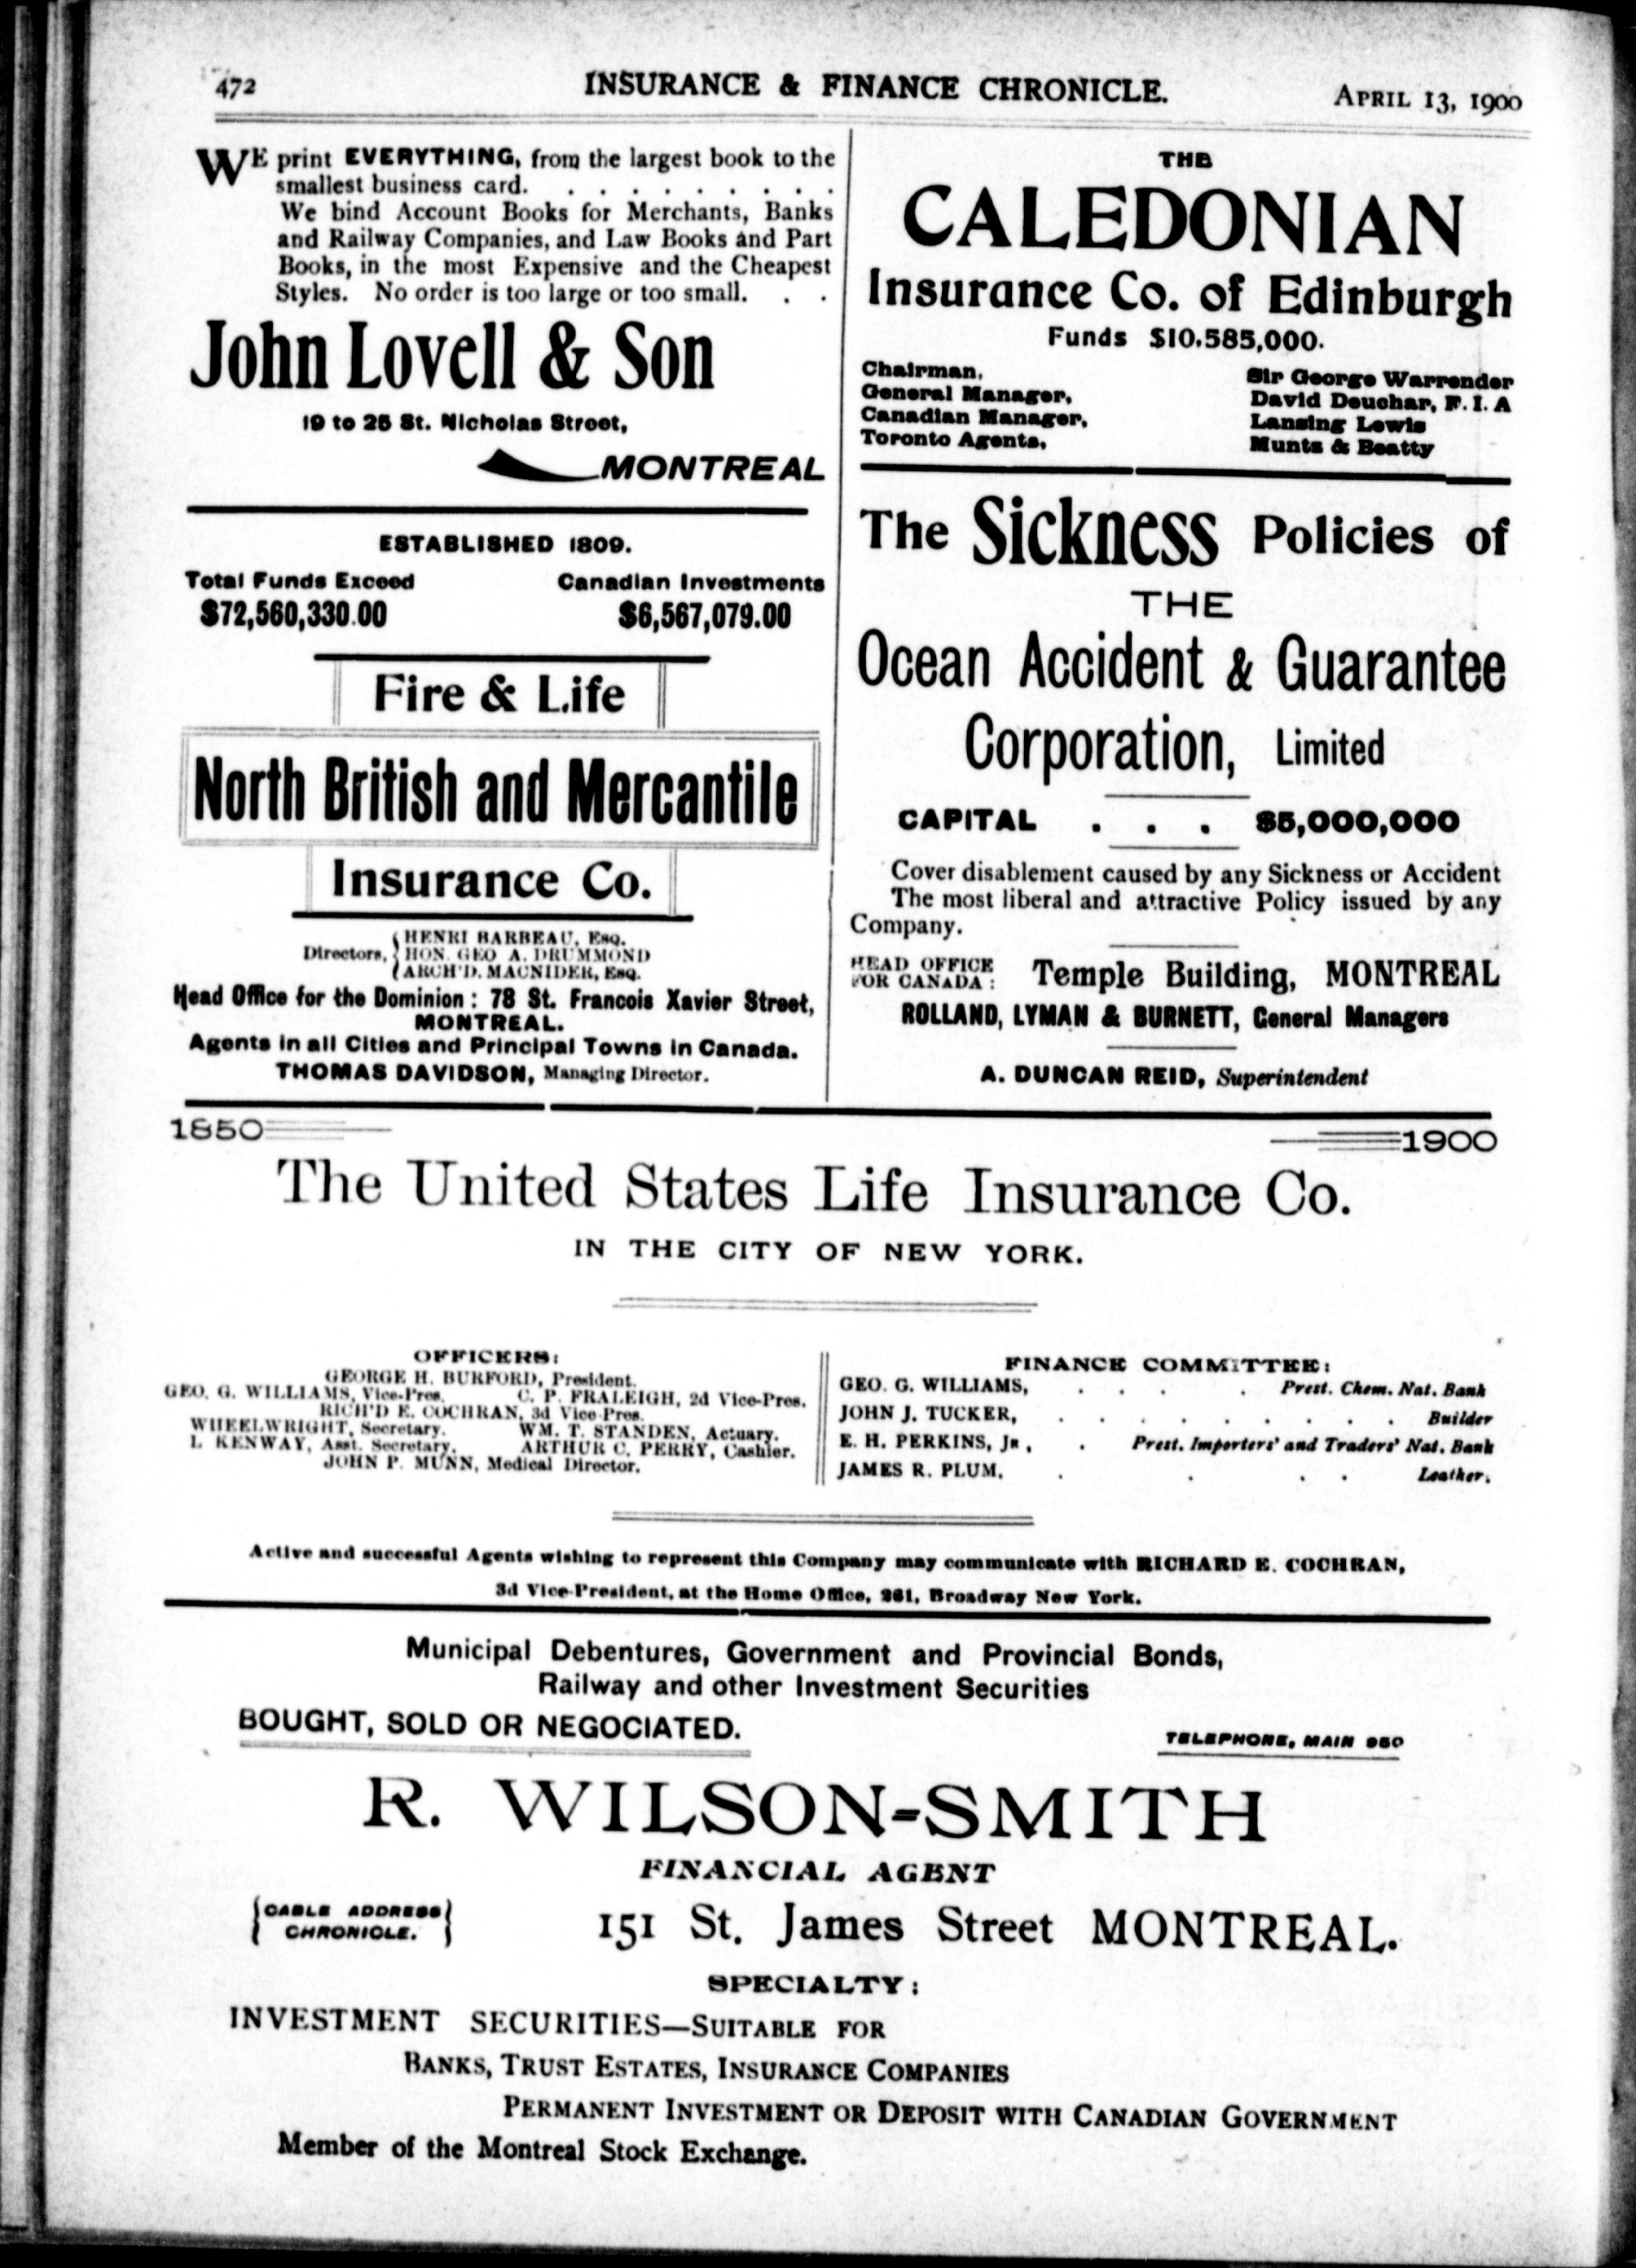 472
INSURANCE & FINANCE CHRONICLE.
APRIL 13, 1900
WE print EVERYTHING, from the largest book to the
smallest business card. . . . . . . . . .
We bind Account Books for Merchants, Banks
and Railway Companies, and Law Books and Part
Books, in the most Expensive and the Cheapest
Styles. No order is too large or too small. . .
John Lovell & Son
19 to 25 St. Nicholas Street,
MONTREAL
ESTABLISHED 1809.
Total Funds Exceed Canadian Investments
$72,560,330.00 $6,567,079.00
Fire & Life
North British and Mercantile
Insurance Co.
HENRI BARBEAU, Esq.
Directors, HON. GEO A. DRUMMOND
ARCH'D. MACNIDER, Esq.
Head Office for the Dominion : 78 St. Francois Xavier Street,
MONTREAL.
Agents in all Cities and Principal Towns in Canada.
THOMAS DAVIDSON, Managing Director.
THE
CALEDONIAN
Insurance Co. of Edinburgh
Funds $10,585,000.
Chairman, Sir George Warrender
General Manager, David Deuchar, F. I. A
Canadian Manager, Lansing Lewis
Toronto Agents, Munts & Beatty
The Sickness Policies of
THE
Ocean Accident & Guarantee
Corporation, Limited
CAPITAL . . . $5,000,000
Cover disablement caused by any Sickness or Accident
The most liberal and attractive Policy issued by any
Company.
HEAD OFFICE
FOR CANADA : Temple Building, MONTREAL
ROLLAND, LYMAN & BURNETT, General Managers
A. DUNCAN REID, Superintendent
1850 1900
The United States Life Insurance Co.
IN THE CITY OF NEW YORK.
OFFICERS:
GEORGE H. BURFORD, President.
GEO. G. WILLIAMS, Vice-Pres. C. P. FRALEIGH, 2d Vice-Pres.
RICH'D E. COCHRAN, 3d Vice Pres.
WHEELWRIGHT, Secretary. WM. T. STANDEN, Actuary.
L KENWAY, Asst. Secretary. ARTHUR C. PERRY, Cashier.
JOHN P. MUNN, Medical Director.
FINANCE COMMITTEE:
GEO. G. WILLIAMS, . . . . Prest. Chem. Nat. Bank
JOHN J. TUCKER, . . . . . . . . . Builder
E. H. PERKINS, JR , . Prest. Importers' and Traders' Nat. Bank
JAMES R. PLUM, . . . . Leather.
Active and successful Agents wishing to represent this Company may communicate with RICHARD E. COCHRAN,
3d Vice-President, at the Home Office, 261, Broadway New York.
Municipal Debentures, Government and Provincial Bonds,
Railway and other Investment Securities
BOUGHT, SOLD OR NEGOCIATED.
TELEPHONE, MAIN 950
R. WILSON-SMITH
FINANCIAL AGENT
CABLE ADDRESS
CHRONICLE.
151 St. James Street MONTREAL.
SPECIALTY:
INVESTMENT SECURITIES—SUITABLE FOR
BANKS, TRUST ESTATES, INSURANCE COMPANIES
PERMANENT INVESTMENT OR DEPOSIT WITH CANADIAN GOVERNMENT
Member of the Montreal Stock Exchange.